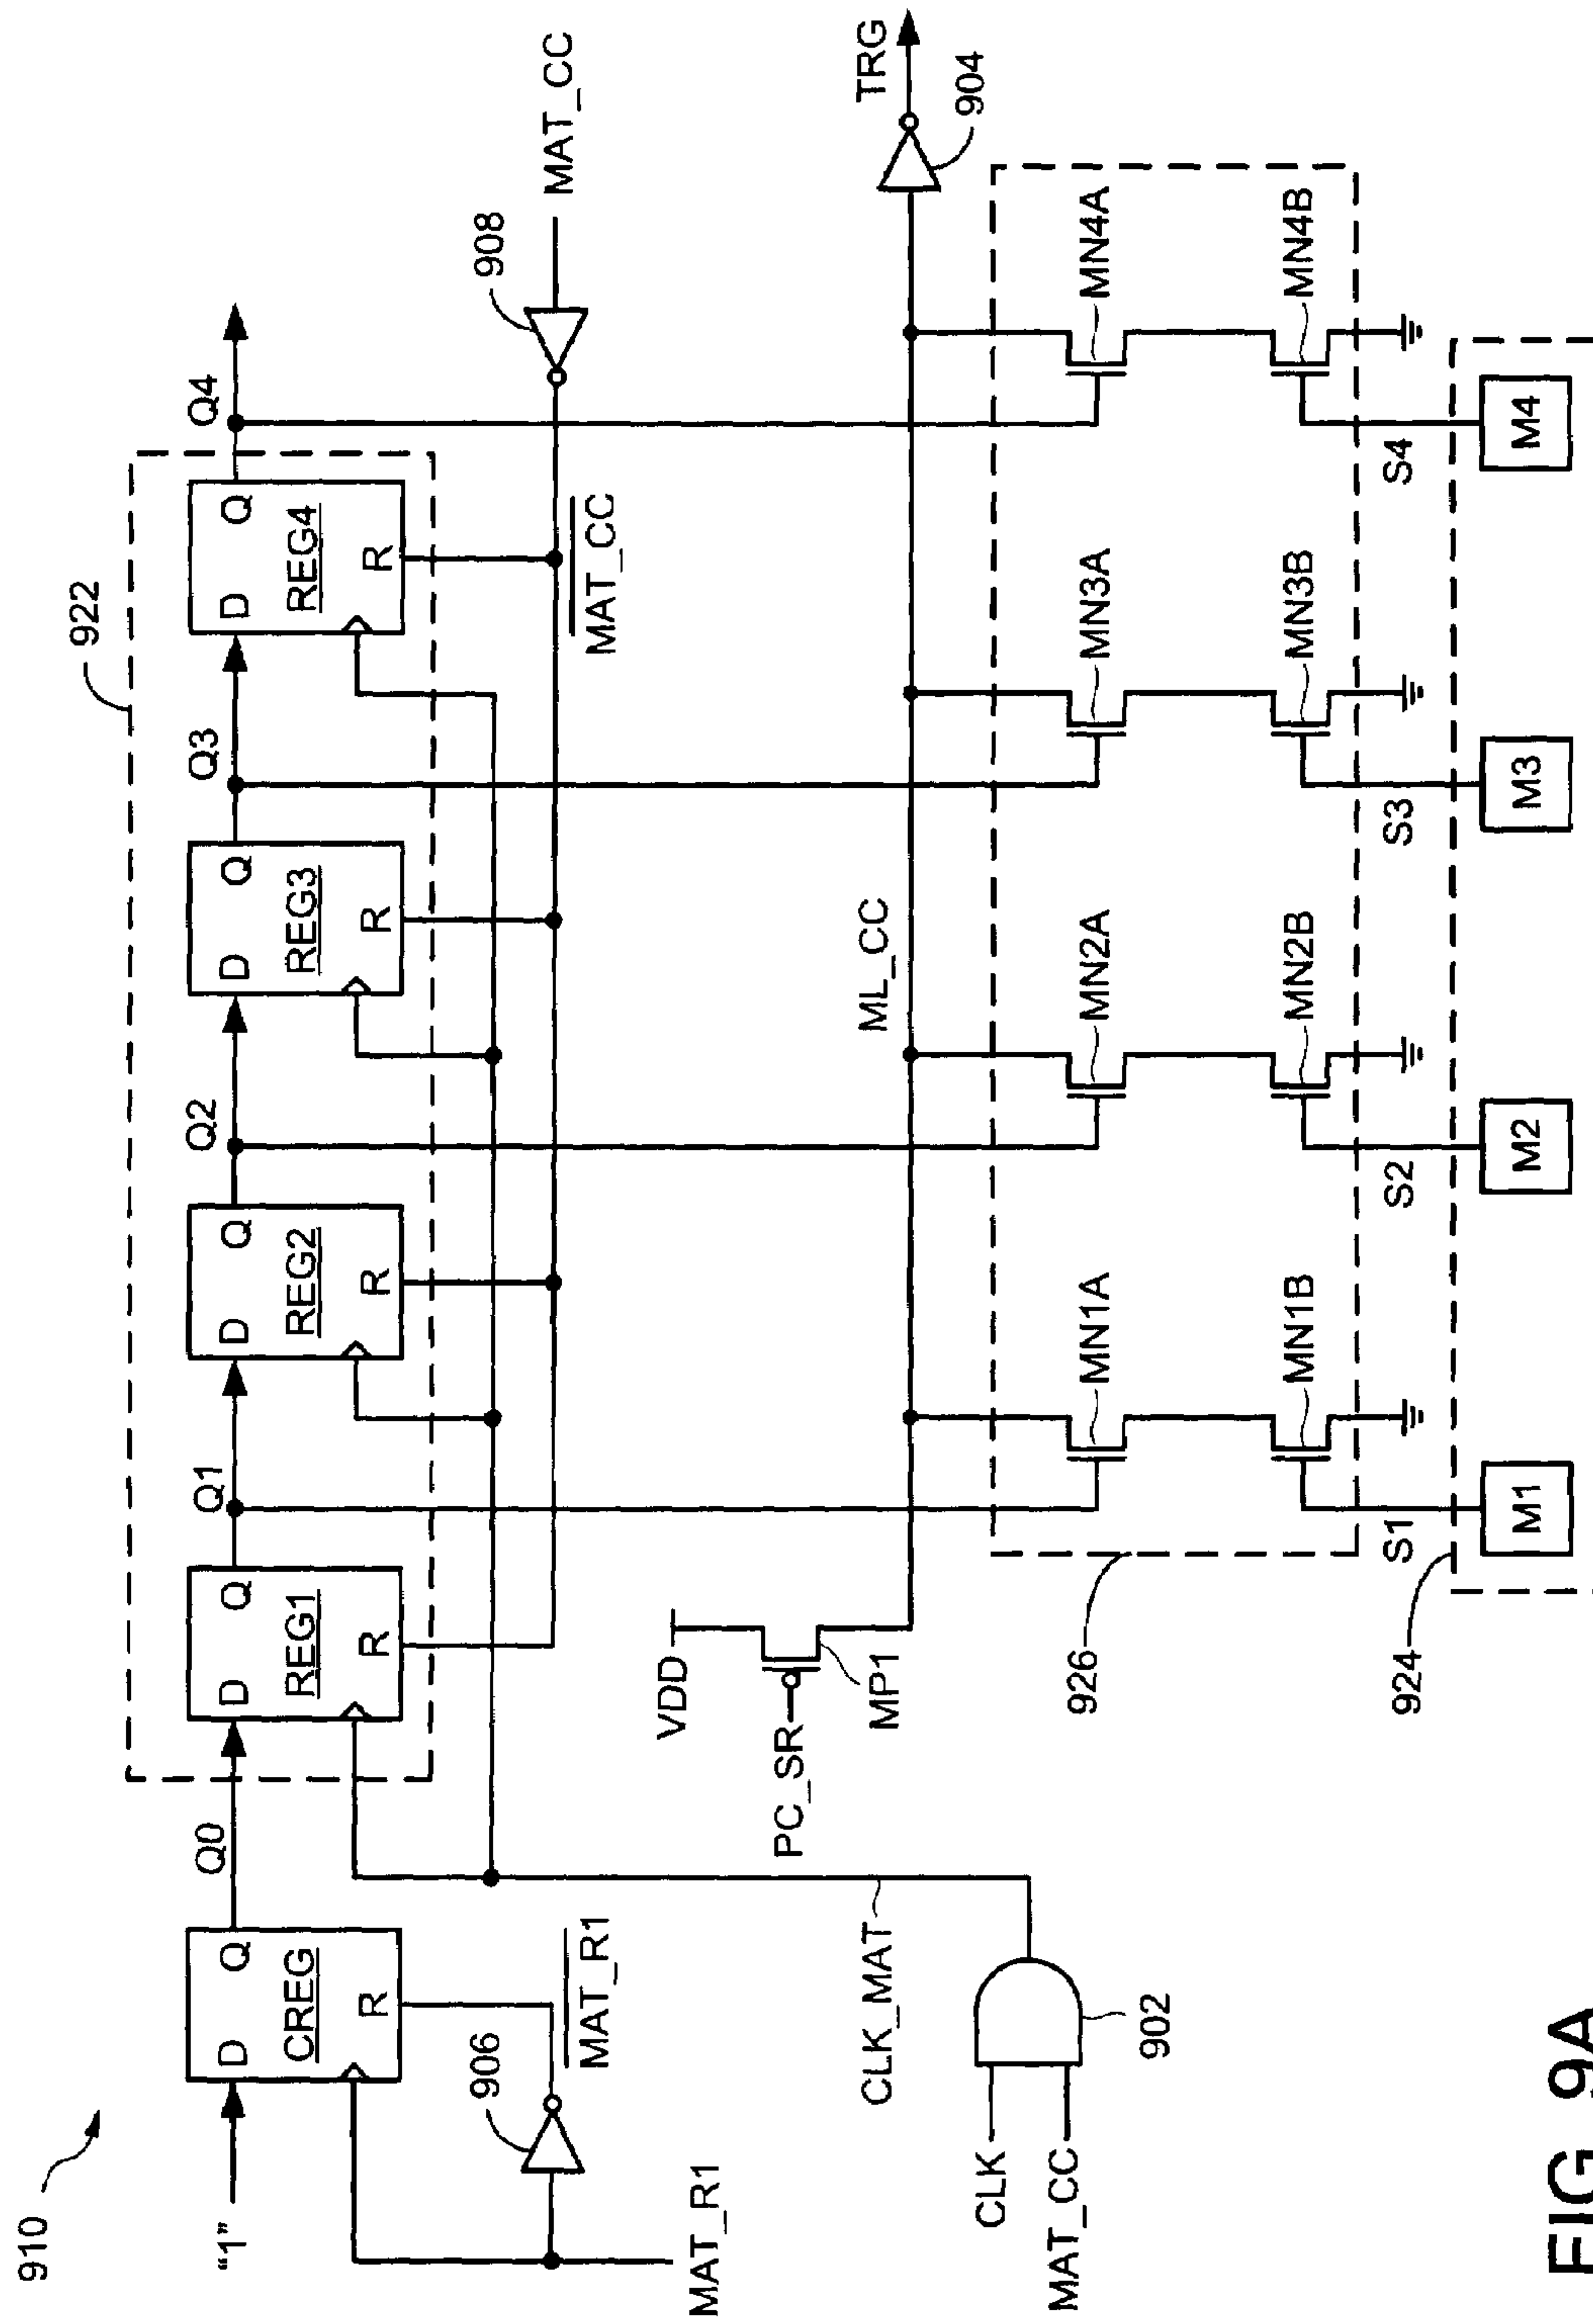 910
922
"1"
D
Q
CREG
R
Q0
D
Q
REG1
R
Q1
D
Q
REG2
R
Q2
D
Q
REG3
R
Q3
D
Q
REG4
R
Q4
906
MAT_R1
MAT_R1
908
MAT_CC
MAT_CC
VDD
PC_SR
MP1
ML_CC
TRG
904
CLK
MAT_CC
902
CLK_MAT
926
MN1A
MN2A
MN3A
MN4A
MN1B
MN2B
MN3B
MN4B
S1
S2
S3
S4
924
M1
M2
M3
M4
FIG. 9A